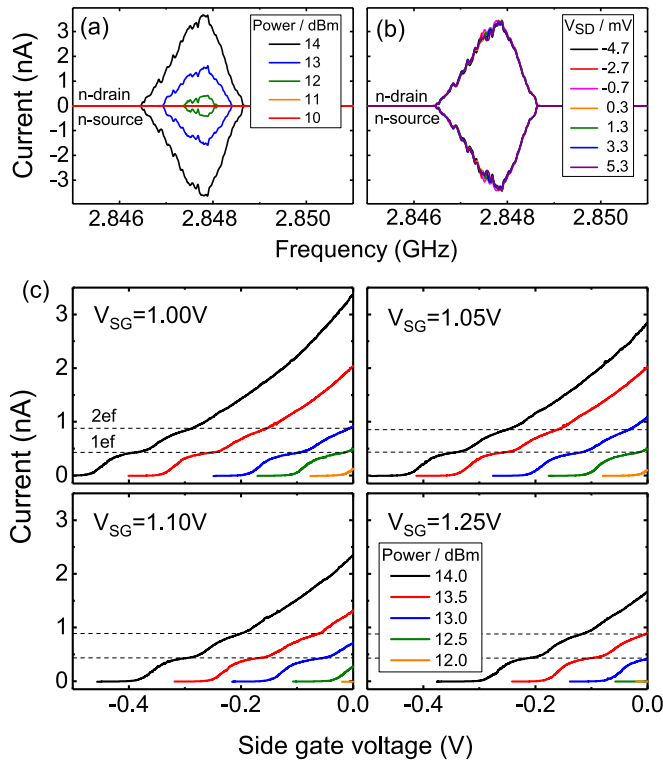 (a)
Power / dBm
14
13
12
11
10
n-drain
n-source
3
2
1
0
-1
-2
-3
Current (nA)
2.846
2.848
2.850
(b)
V_SD / mV
-4.7
-2.7
-0.7
0.3
1.3
3.3
5.3
n-drain
n-source
2.846
2.848
2.850
Frequency (GHz)
(c)
V_SG=1.00V
V_SG=1.05V
2ef
1ef
3
2
1
0
V_SG=1.10V
V_SG=1.25V
Power / dBm
14.0
13.5
13.0
12.5
12.0
3
2
1
0
Current (nA)
-0.4
-0.2
0.0
-0.4
-0.2
0.0
Side gate voltage (V)